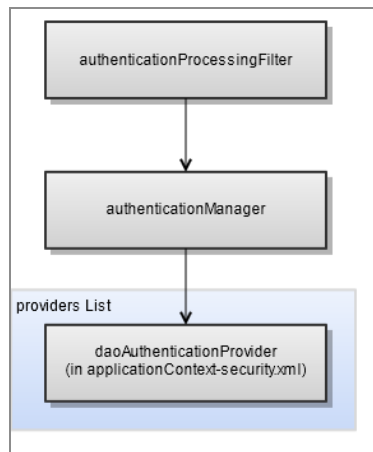 authenticationProcessingFilter
authenticationManager
providers List
daoAuthenticationProvider
(in applicationContext-security.xml)